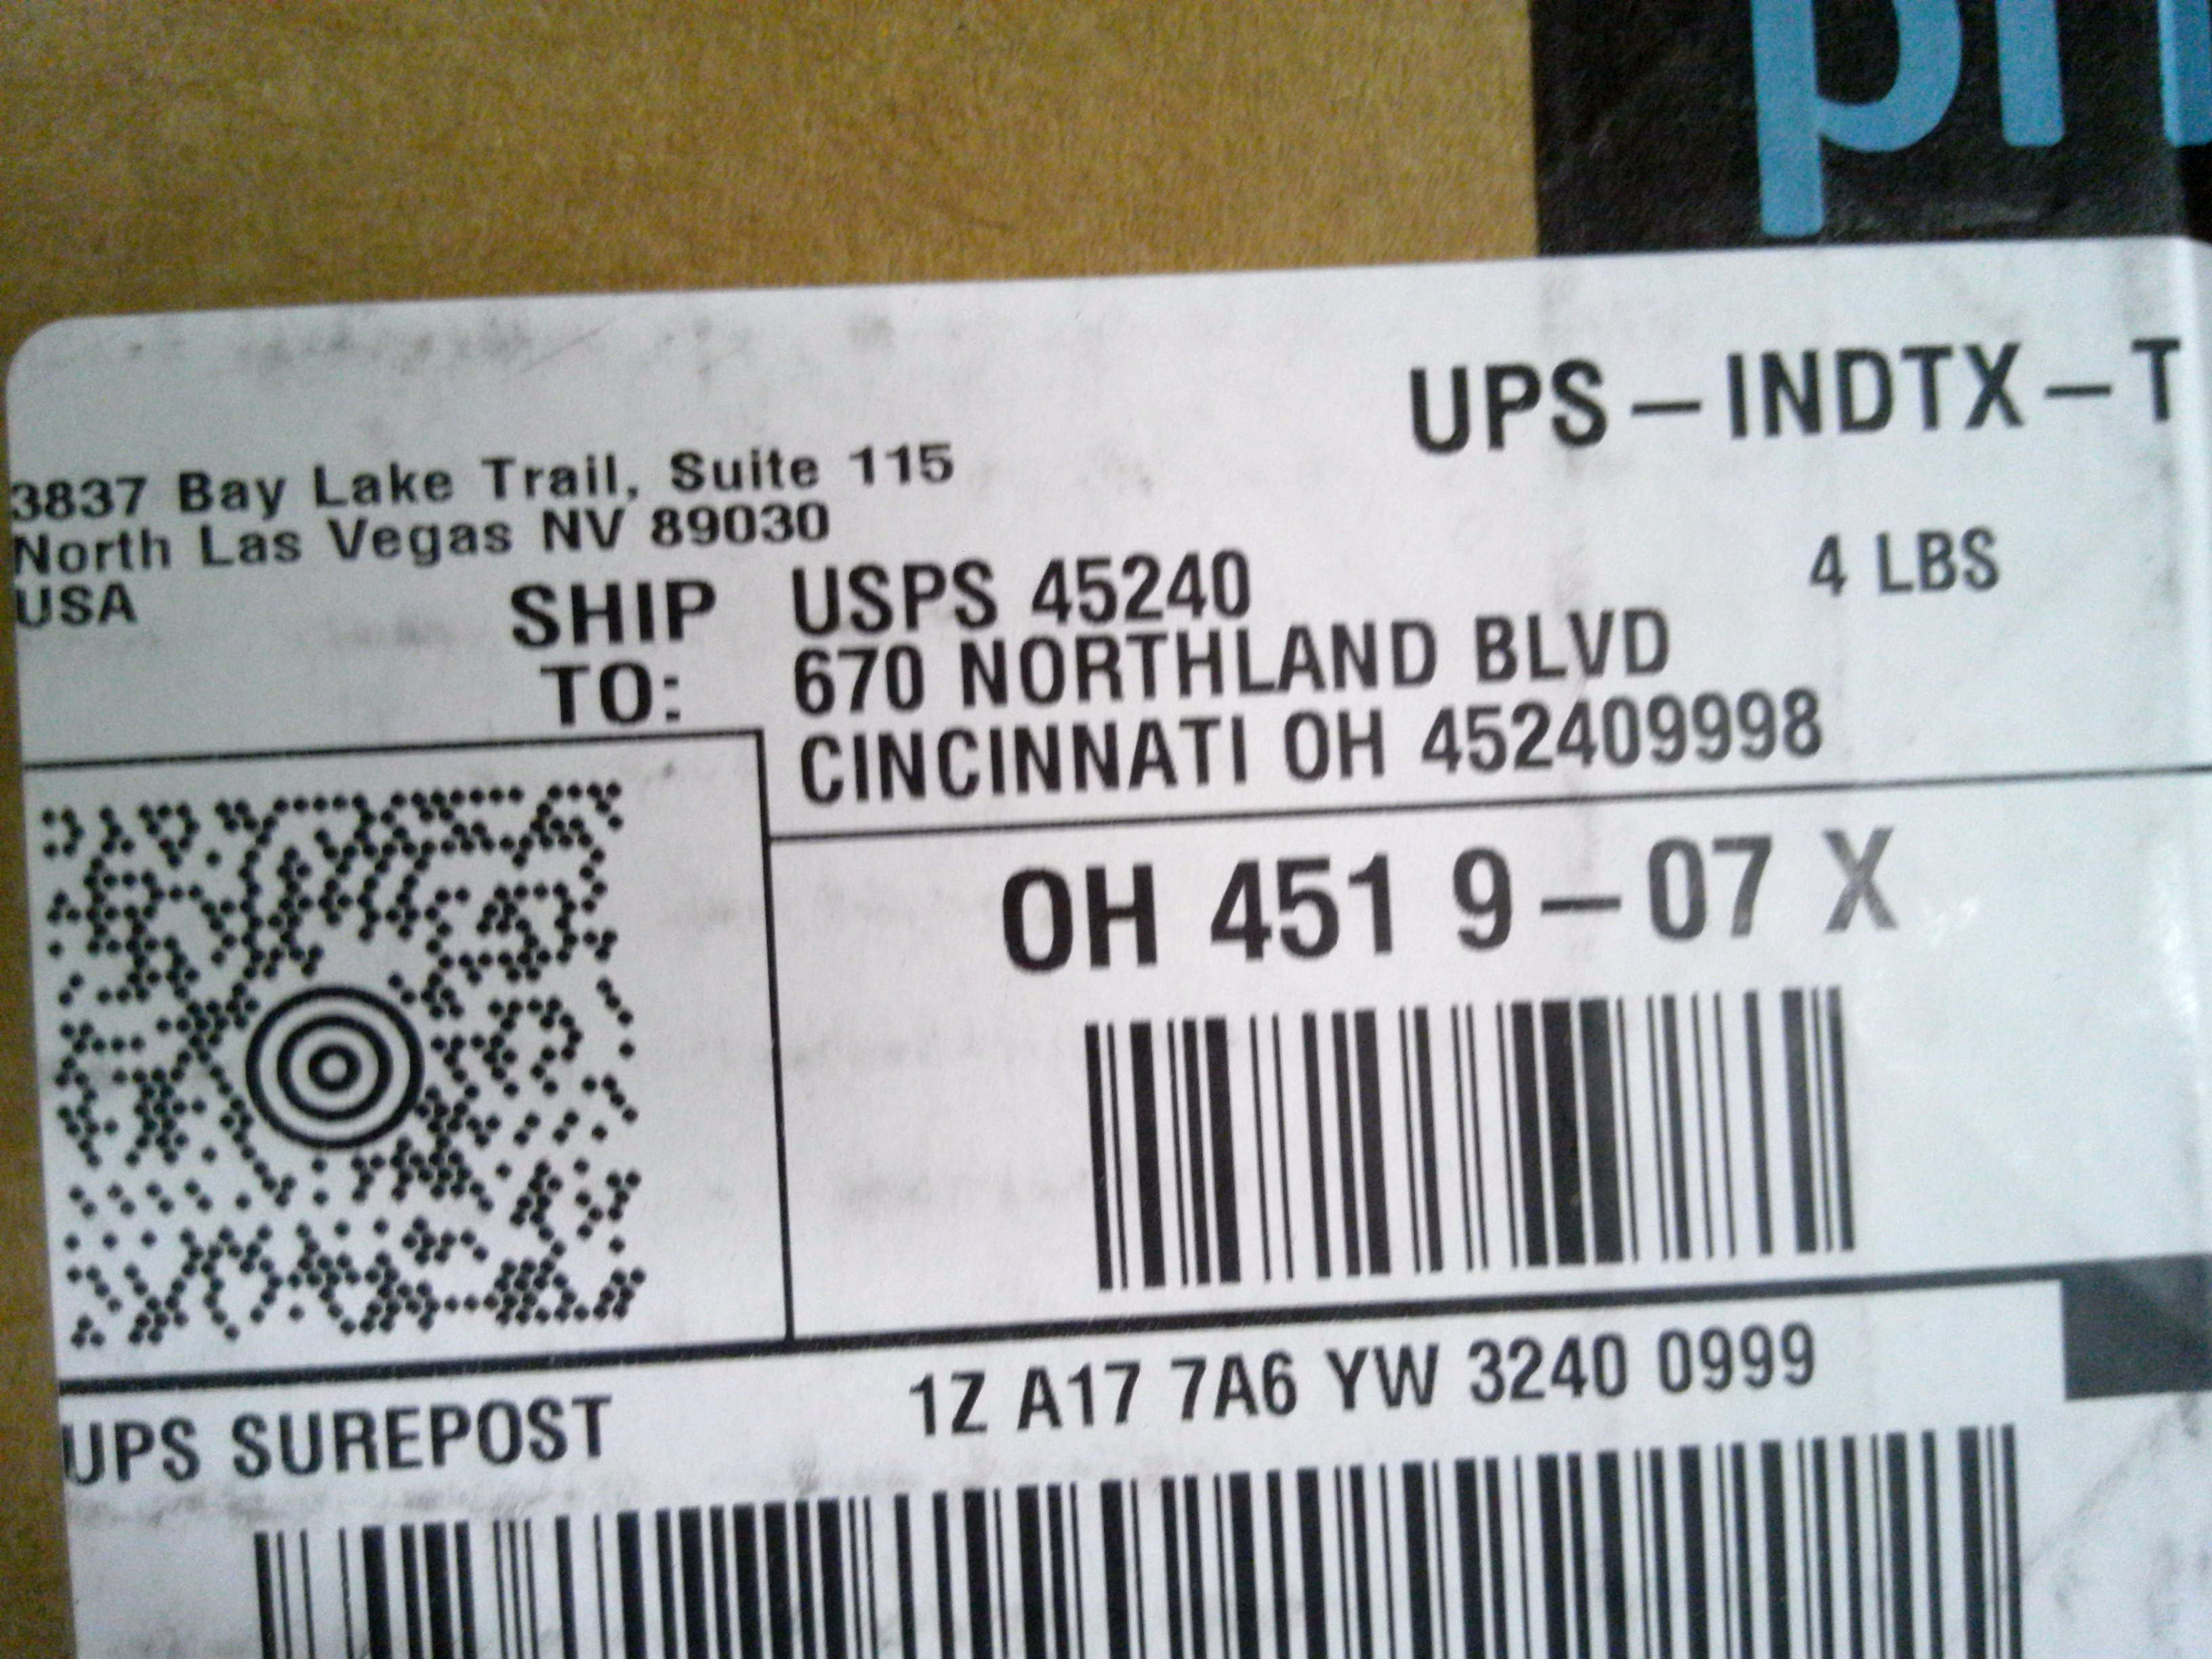 UPS-INDTX-T
3837 Bay Lake Trail, Suite 115
North Las Vegas NV 89030
USA
4 LBS
SHIP TO:
USPS 45240
670 NORTHLAND BLVD
CINCINNATI OH 452409998
OH 451 9-07 X
UPS SUREPOST
1Z A17 7A6 YW 3240 0999